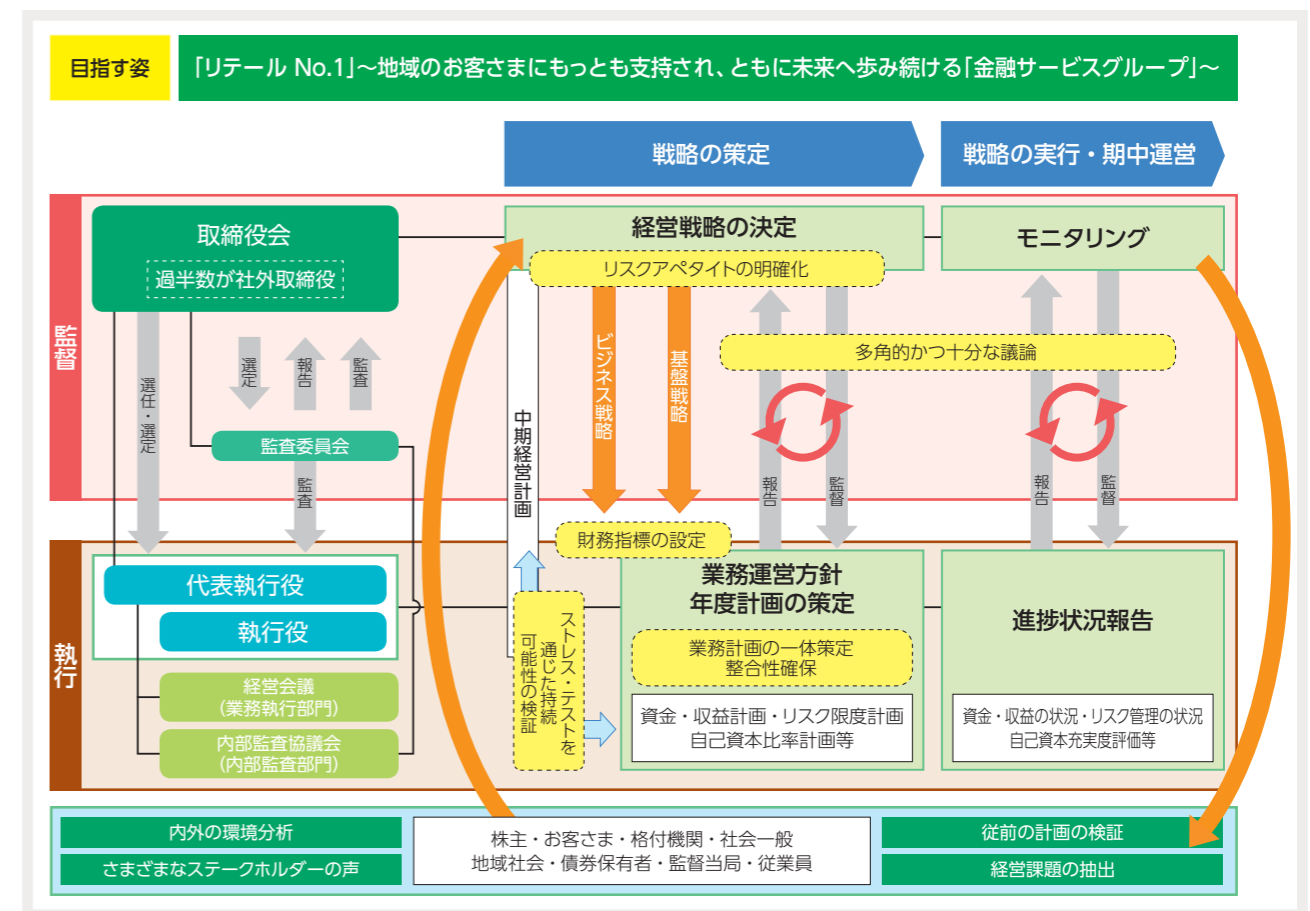 目指す姿
「リテール No.1」～地域のお客さまにもっとも支持され、ともに未来へ歩み続ける「金融サービスグループ」～
戦略の策定
戦略の実行・期中運営
監督
取締役会
過半数が社外取締役
経営戦略の決定
リスクアペタイトの明確化
モニタリング
選任・選定
選定
報告
監査
監査委員会
監査
中期経営計画
ビジネス戦略
基盤戦略
多角的かつ十分な議論
報告
監督
報告
監督
執行
代表執行役
執行役
経営会議
(業務執行部門)
内部監査協議会
(内部監査部門)
財務指標の設定
ストレス・テストを
通じた持続
可能性の検証
業務運営方針
年度計画の策定
業務計画の一体策定
整合性確保
資金・収益計画・リスク限度計画
自己資本比率計画等
進捗状況報告
資金・収益の状況・リスク管理の状況
自己資本充実度評価等
内外の環境分析
さまざまなステークホルダーの声
株主・お客さま・格付機関・社会一般
地域社会・債券保有者・監督当局・従業員
従前の計画の検証
経営課題の抽出